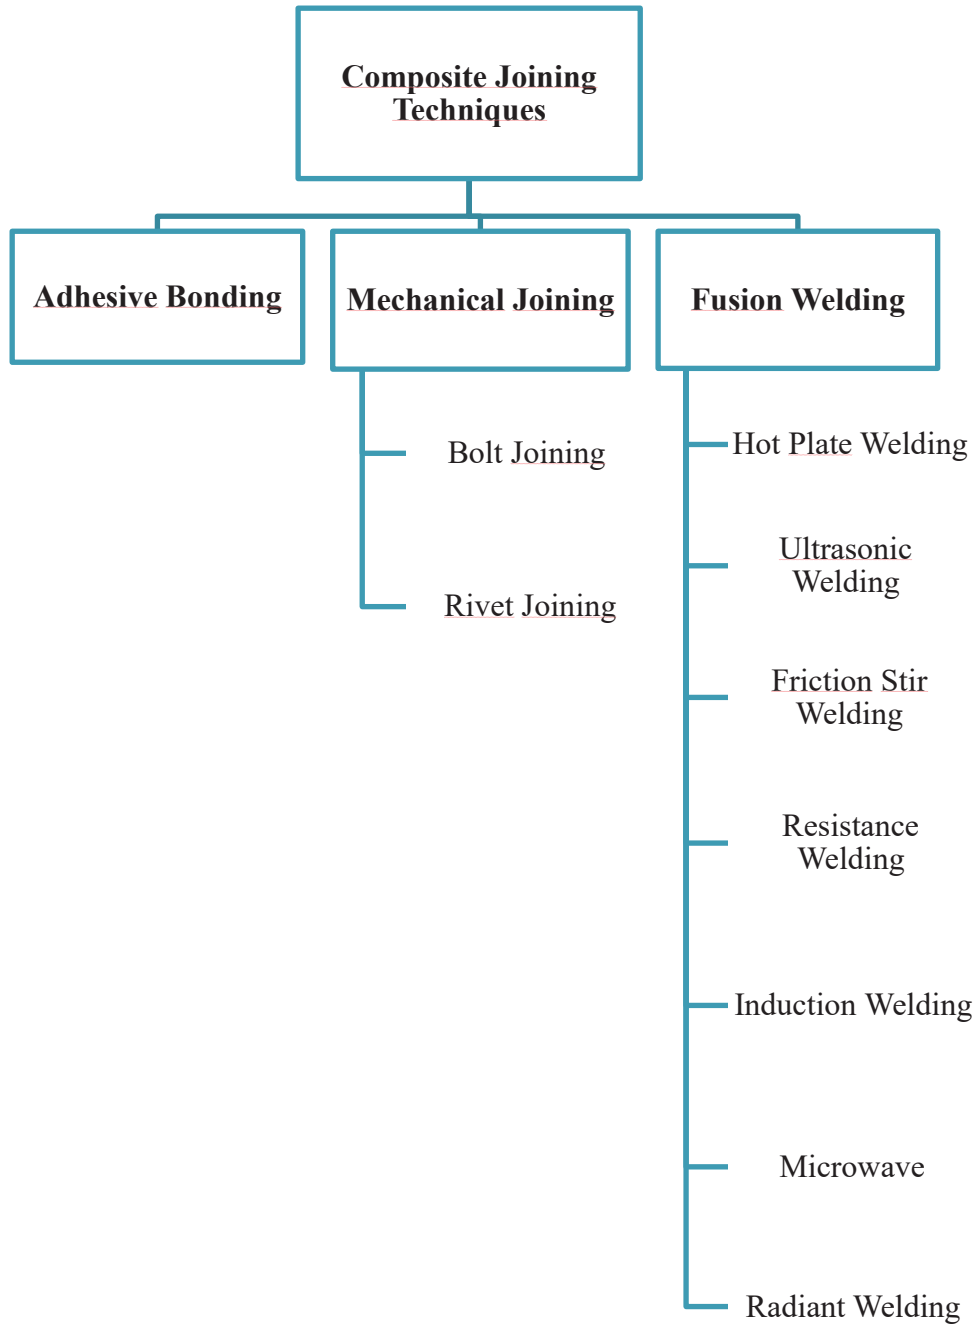 Composite Joining
Techniques
Adhesive Bonding
Mechanical Joining
Fusion Welding
Bolt Joining
Rivet Joining
Hot Plate Welding
Ultrasonic
Welding
Friction Stir
Welding
Resistance
Welding
Induction Welding
Microwave
Radiant Welding